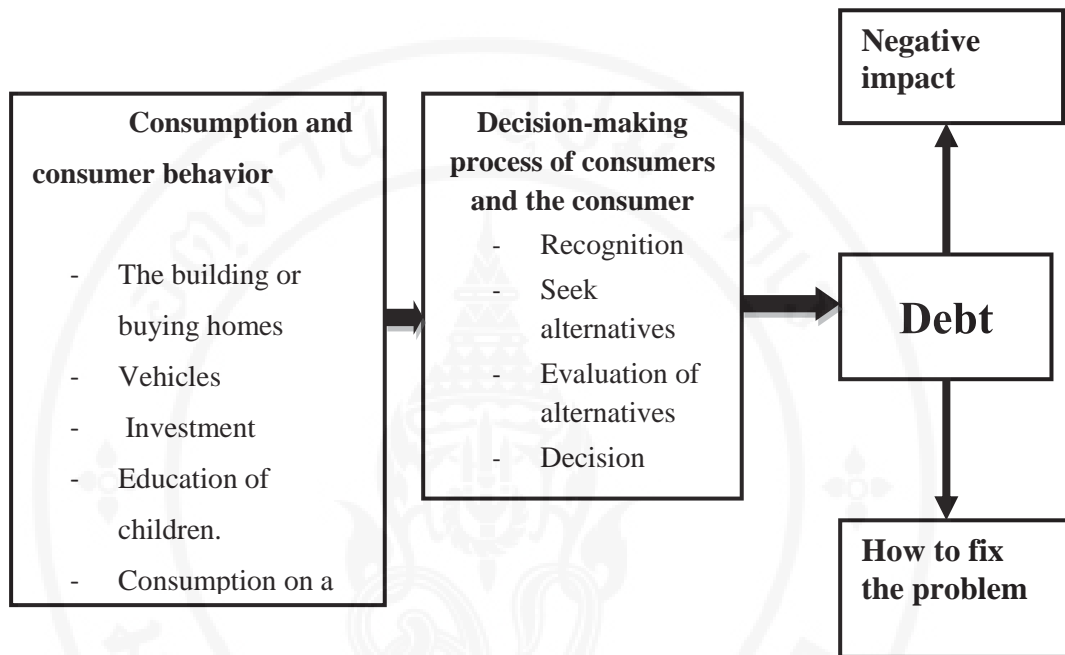 Consumption and
consumer behavior
- The building or
buying homes
- Vehicles
- Investment
- Education of
children.
- Consumption on a
Decision-making
process of consumers
and the consumer
- Recognition
- Seek
alternatives
- Evaluation of
alternatives
- Decision
Negative
impact
Debt
How to fix
the problem